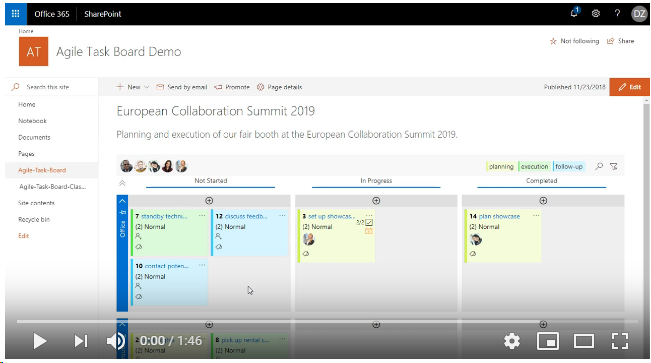 Office 365 SharePoint 1 ? DZ
Home
AT Agile Task Board Demo
Not following Share
Search this site
+ New Send by email Promote Page details Published 11/23/2018 Edit
Home
Notebook
Documents
Pages
Agile-Task-Board
Agile-Task-Board-Clas...
Site contents
Recycle bin
Edit
European Collaboration Summit 2019
Planning and execution of our fair booth at the European Collaboration Summit 2019.
planning execution follow-up
Not Started In Progress Completed
Office
7 standby techni... ...
(2) Normal
12 discuss feedb... ...
(2) Normal
10 contact poten... ...
(2) Normal
3 set up showcas... ...
(2) Normal
2/2
14 plan showcase ...
(2) Normal
8 pick up rental c...
(2) Normal
0:00 / 1:46